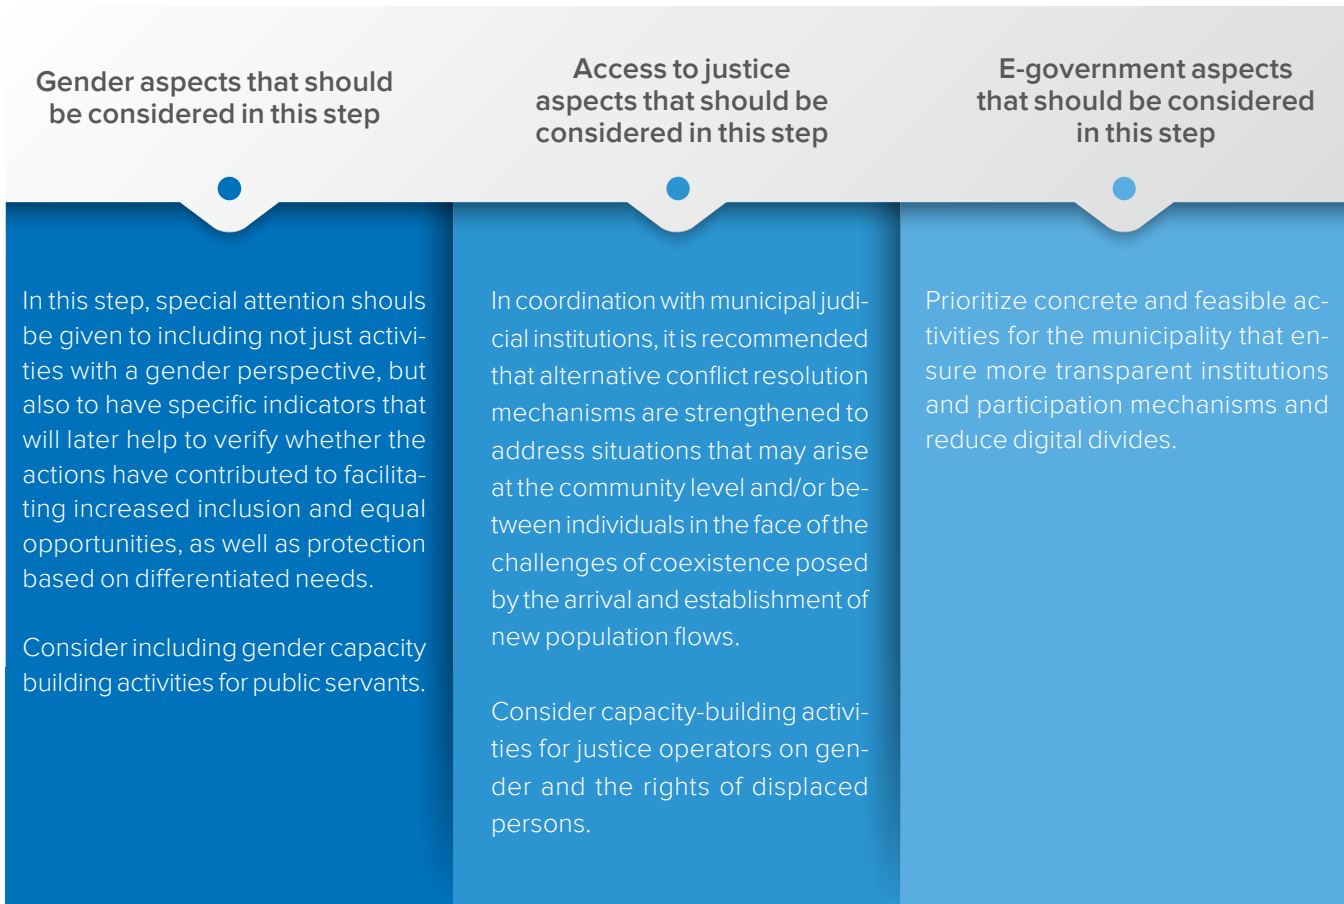 Gender aspects that should
be considered in this step
In this step, special attention shouls
be given to including not just activi-
ties with a gender perspective, but
also to have specific indicators that
will later help to verify whether the
actions have contributed to facilita-
ting increased inclusion and equal
opportunities, as well as protection
based on differentiated needs.
Consider including gender capacity
building activities for public servants.
Access to justice
aspects that should be
considered in this step
In coordination with municipal judi-
cial institutions, it is recommended
that alternative conflict resolution
mechanisms are strengthened to
address situations that may arise
at the community level and/or be-
tween individuals in the face of the
challenges of coexistence posed
by the arrival and establishment of
new population flows.
Consider capacity-building activi-
ties for justice operators on gen-
der and the rights of displaced
persons.
E-government aspects
that should be considered
in this step
Prioritize concrete and feasible ac-
tivities for the municipality that en-
sure more transparent institutions
and participation mechanisms and
reduce digital divides.